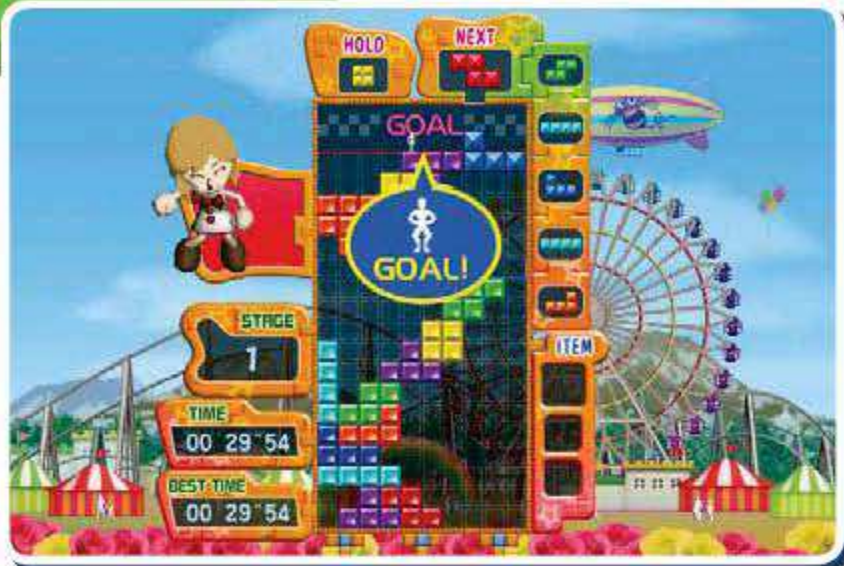 HOLD
NEXT
GOAL
GOAL!
STAGE
1
ITEM
TIME
00 29"54
BEST TIME
00 29"54